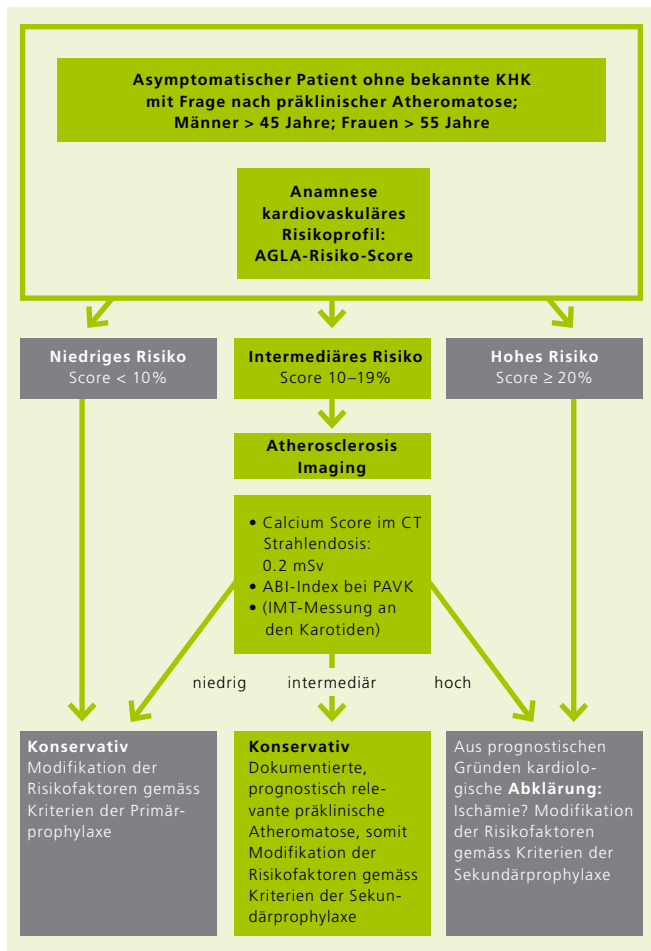 Asymptomatischer Patient ohne bekannte KHK
mit Frage nach präklinischer Atheromatose;
Männer > 45 Jahre; Frauen > 55 Jahre
Anamnese
kardiovaskuläres
Risikoprofil:
AGLA-Risiko-Score
Niedriges Risiko
Score < 10%
Intermediäres Risiko
Score 10–19%
Hohes Risiko
Score ≥ 20%
Atherosclerosis
Imaging
• Calcium Score im CT
Strahlendosis:
0.2 mSv
• ABI-Index bei PAVK
• (IMT-Messung an
den Karotiden)
niedrig intermediär hoch
Konservativ
Modifikation der
Risikofaktoren gemäss
Kriterien der Primär-
prophylaxe
Konservativ
Dokumentierte,
prognostisch rele-
vante präklinische
Atheromatose, somit
Modifikation der
Risikofaktoren gemäss
Kriterien der Sekun-
därprophylaxe
Aus prognostischen
Gründen kardiolo-
gische Abklärung:
Ischämie? Modifikation
der Risikofaktoren
gemäss Kriterien der
Sekundärprophylaxe